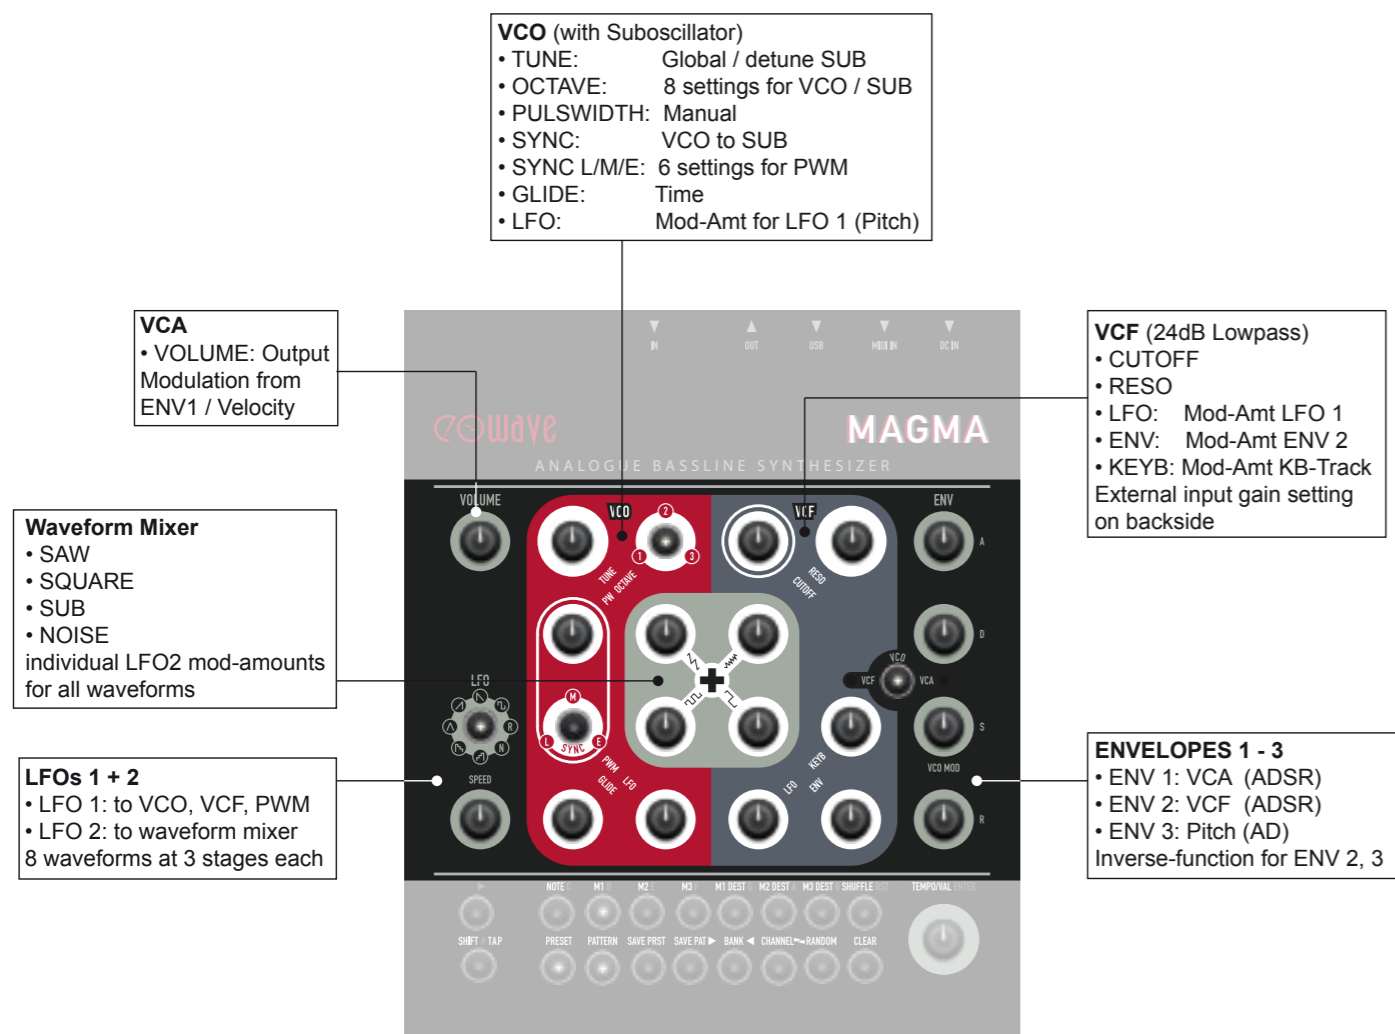 VCO (with Suboscillator)
• TUNE: Global / detune SUB
• OCTAVE: 8 settings for VCO / SUB
• PULSWIDTH: Manual
• SYNC: VCO to SUB
• SYNC L/M/E: 6 settings for PWM
• GLIDE: Time
• LFO: Mod-Amt for LFO 1 (Pitch)
VCA
• VOLUME: Output
Modulation from
ENV1 / Velocity
VCF (24dB Lowpass)
• CUTOFF
• RESO
• LFO: Mod-Amt LFO 1
• ENV: Mod-Amt ENV 2
• KEYB: Mod-Amt KB-Track
External input gain setting
on backside
Waveform Mixer
• SAW
• SQUARE
• SUB
• NOISE
individual LFO2 mod-amounts
for all waveforms
LFOs 1 + 2
• LFO 1: to VCO, VCF, PWM
• LFO 2: to waveform mixer
8 waveforms at 3 stages each
ENVELOPES 1 - 3
• ENV 1: VCA (ADSR)
• ENV 2: VCF (ADSR)
• ENV 3: Pitch (AD)
Inverse-function for ENV 2, 3
IN OUT USB MIDI IN DC IN
eowave MAGMA
ANALOGUE BASSLINE SYNTHESIZER
VOLUME VCO 2 VCF ENV
1 3 A
TUNE OCTAVE RESO
PW CUTOFF
D
VCO
VCF VCA
LFO
M
R
L SYNC E
N
S
PWM LFO KEYB
GLIDE LFO ENV
SPEED VCO MOD
R
NOTE C M1 D M2 E M3 F M1 DEST G M2 DEST A M3 DEST B SHUFFLE RST TEMPO/VAL ENTER
SHIFT TAP PRESET PATTERN SAVE PRST SAVE PAT ▶ BANK ◀ CHANNEL RANDOM CLEAR